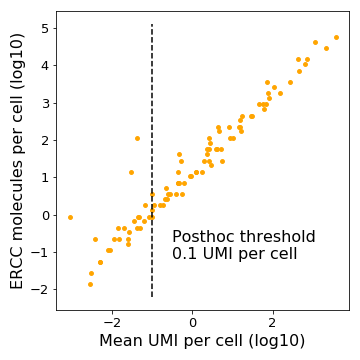 5
4
3
2
1
0
−1
−2
ERCC molecules per cell (log10)
Posthoc threshold
0.1 UMI per cell
−2
0
2
Mean UMI per cell (log10)